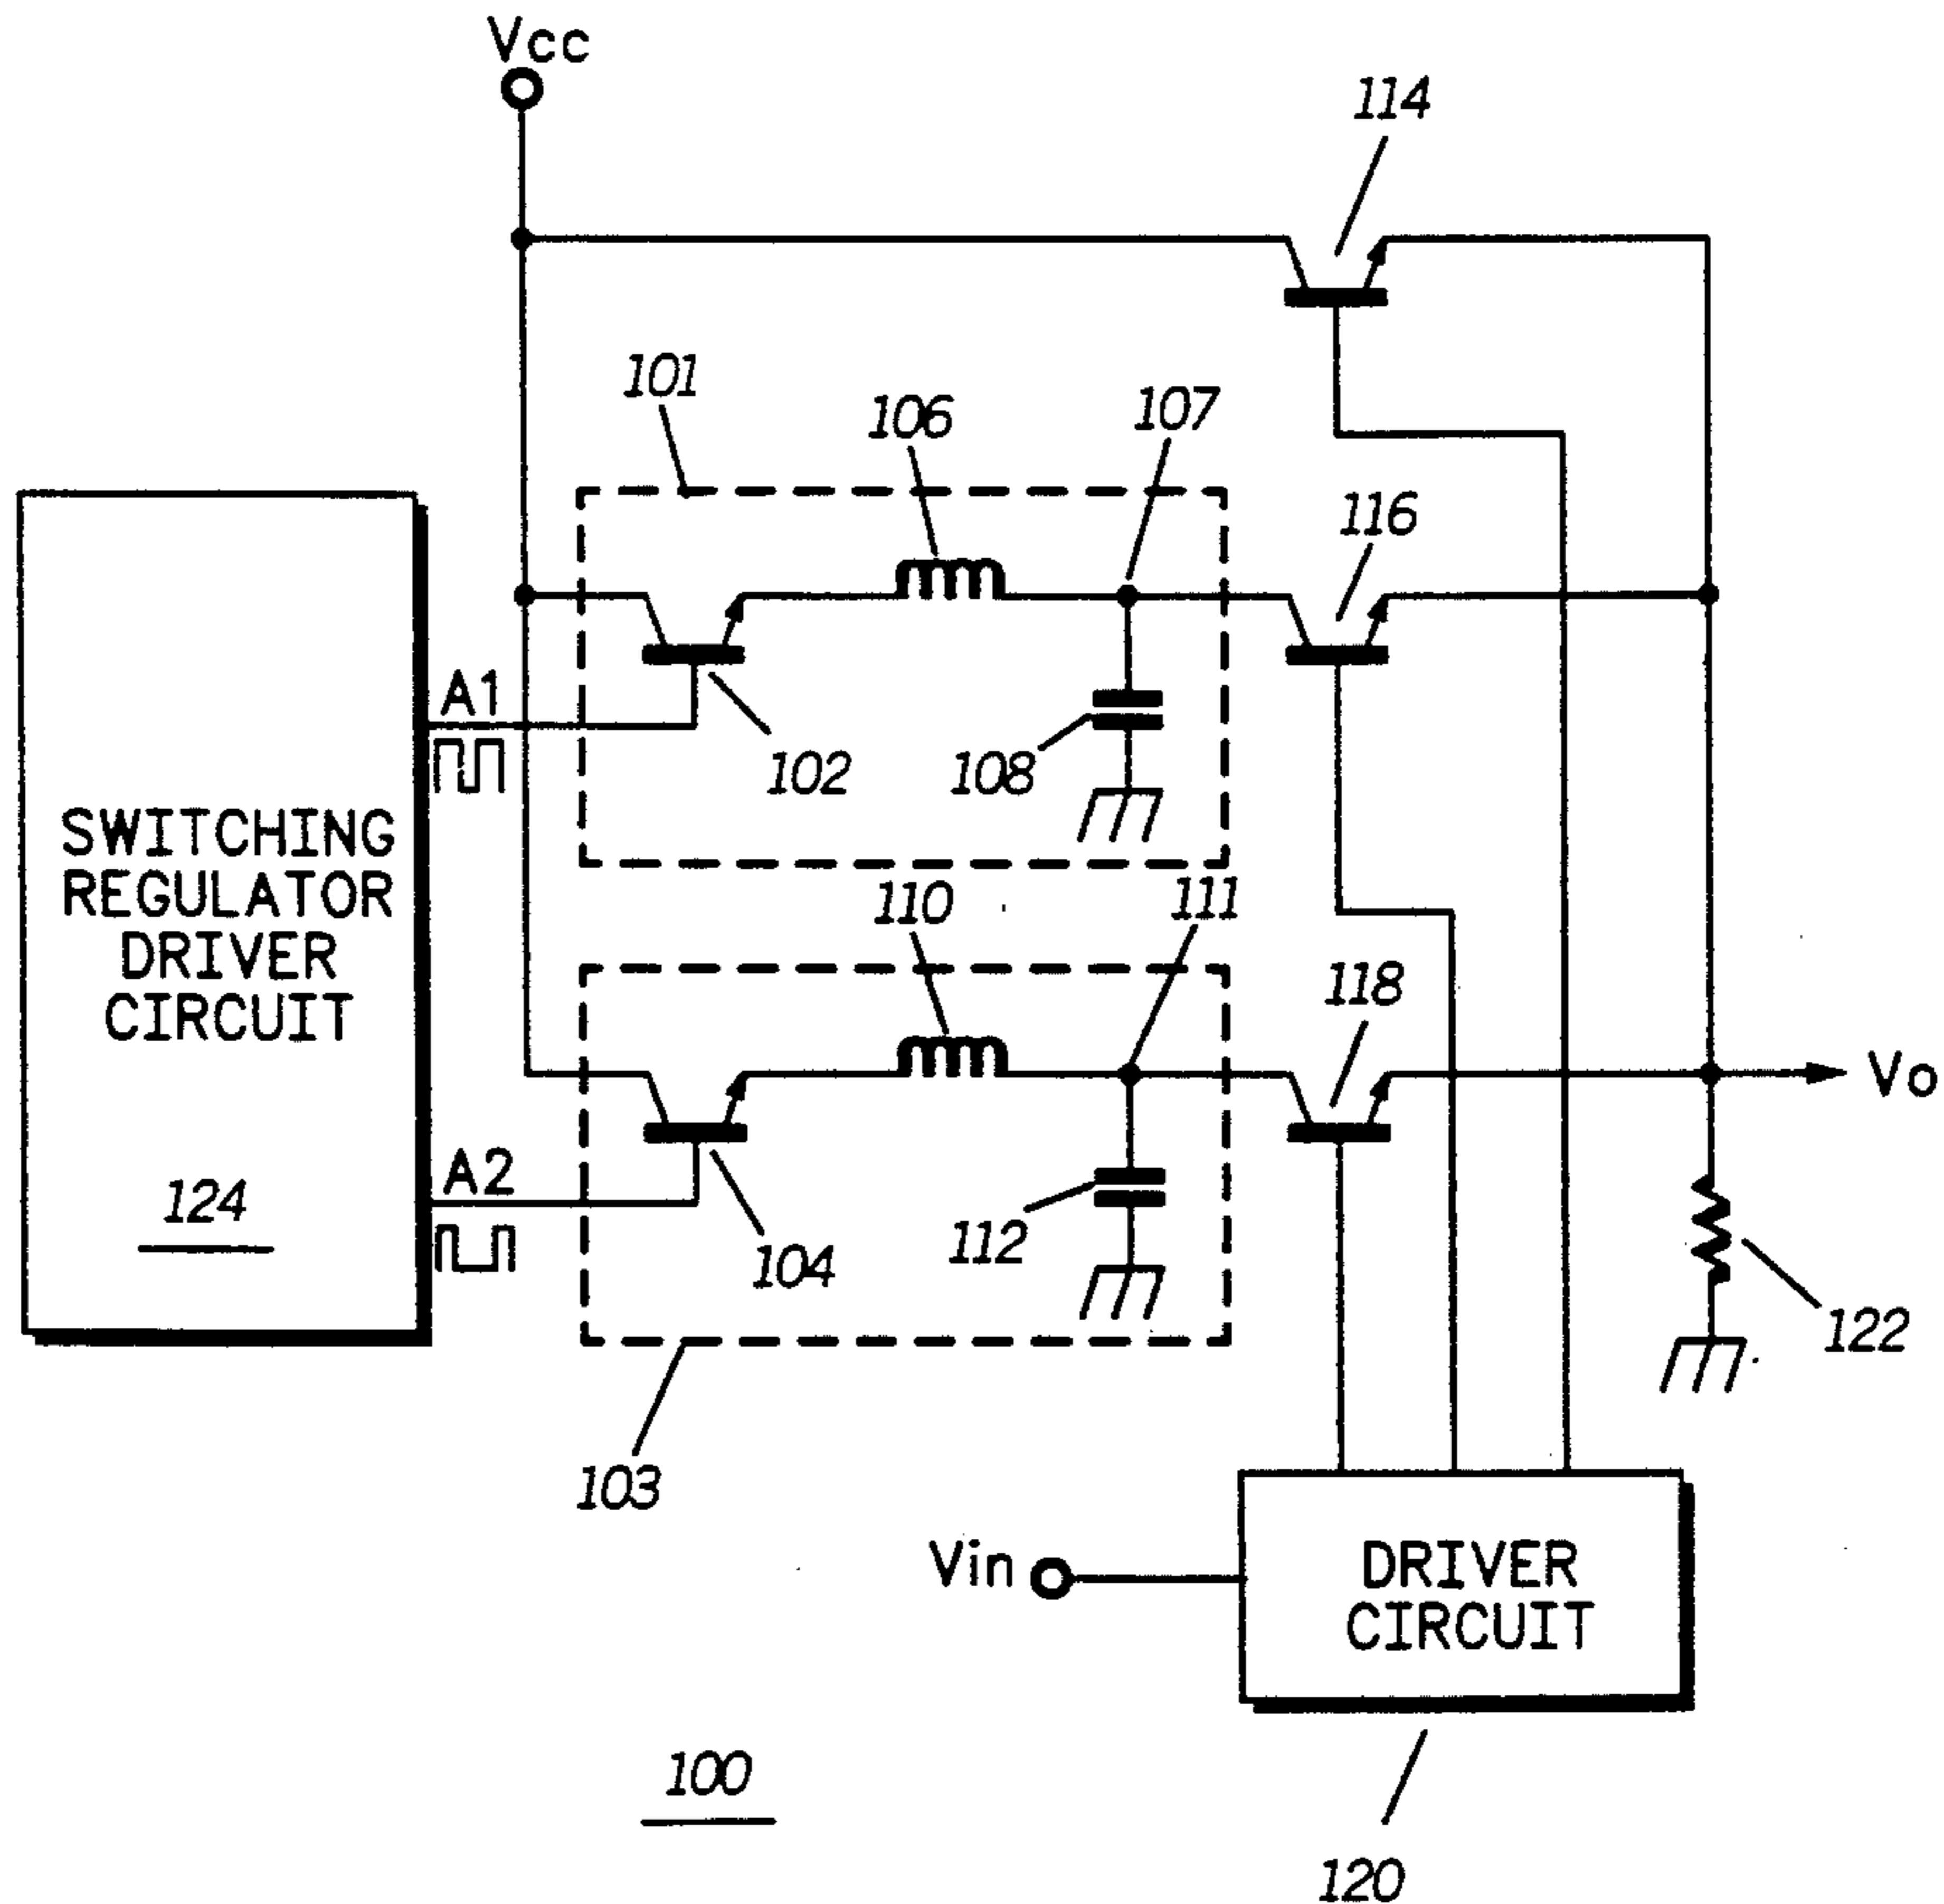 Vcc
114
101
106
107
116
A1
102
108
SWITCHING
REGULATOR
DRIVER
CIRCUIT
110
111
118
Vo
A2
124
104
112
122
103
Vin
DRIVER
CIRCUIT
100
120